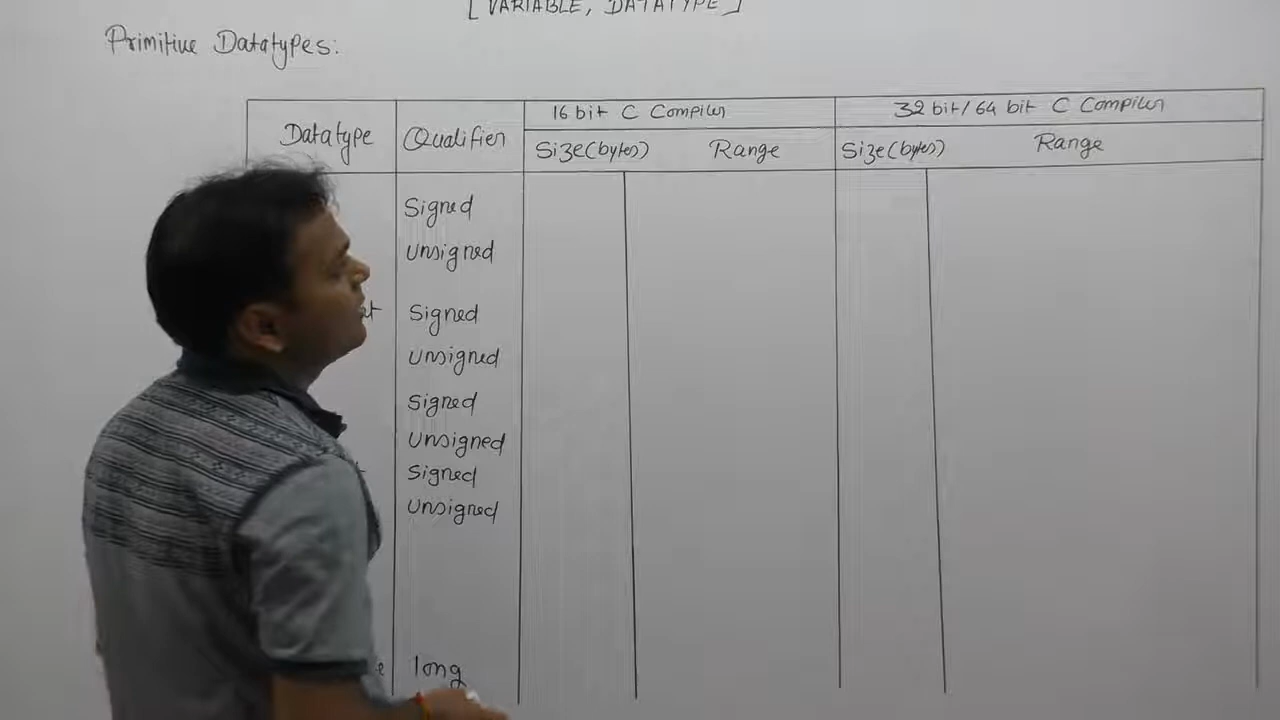 [VARIABLE, DATATYPE]
Primitive Datatypes:
Datatype Qualifier 16 bit C Compiler 32 bit/64 bit C Compiler
Size(bytes) Range Size(bytes) Range
Signed
Unsigned
Signed
Unsigned
Signed
Unsigned
Signed
Unsigned
long